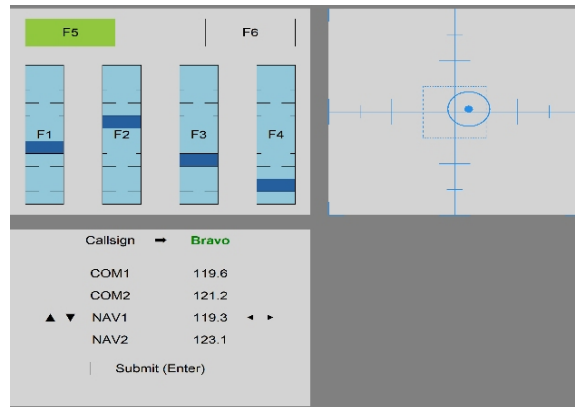 F5 F6
F1 F2 F3 F4
Callsign ➡ Bravo
COM1 119.6
COM2 121.2
▲ ▼ NAV1 119.3 ◂ ▸
NAV2 123.1
Submit (Enter)